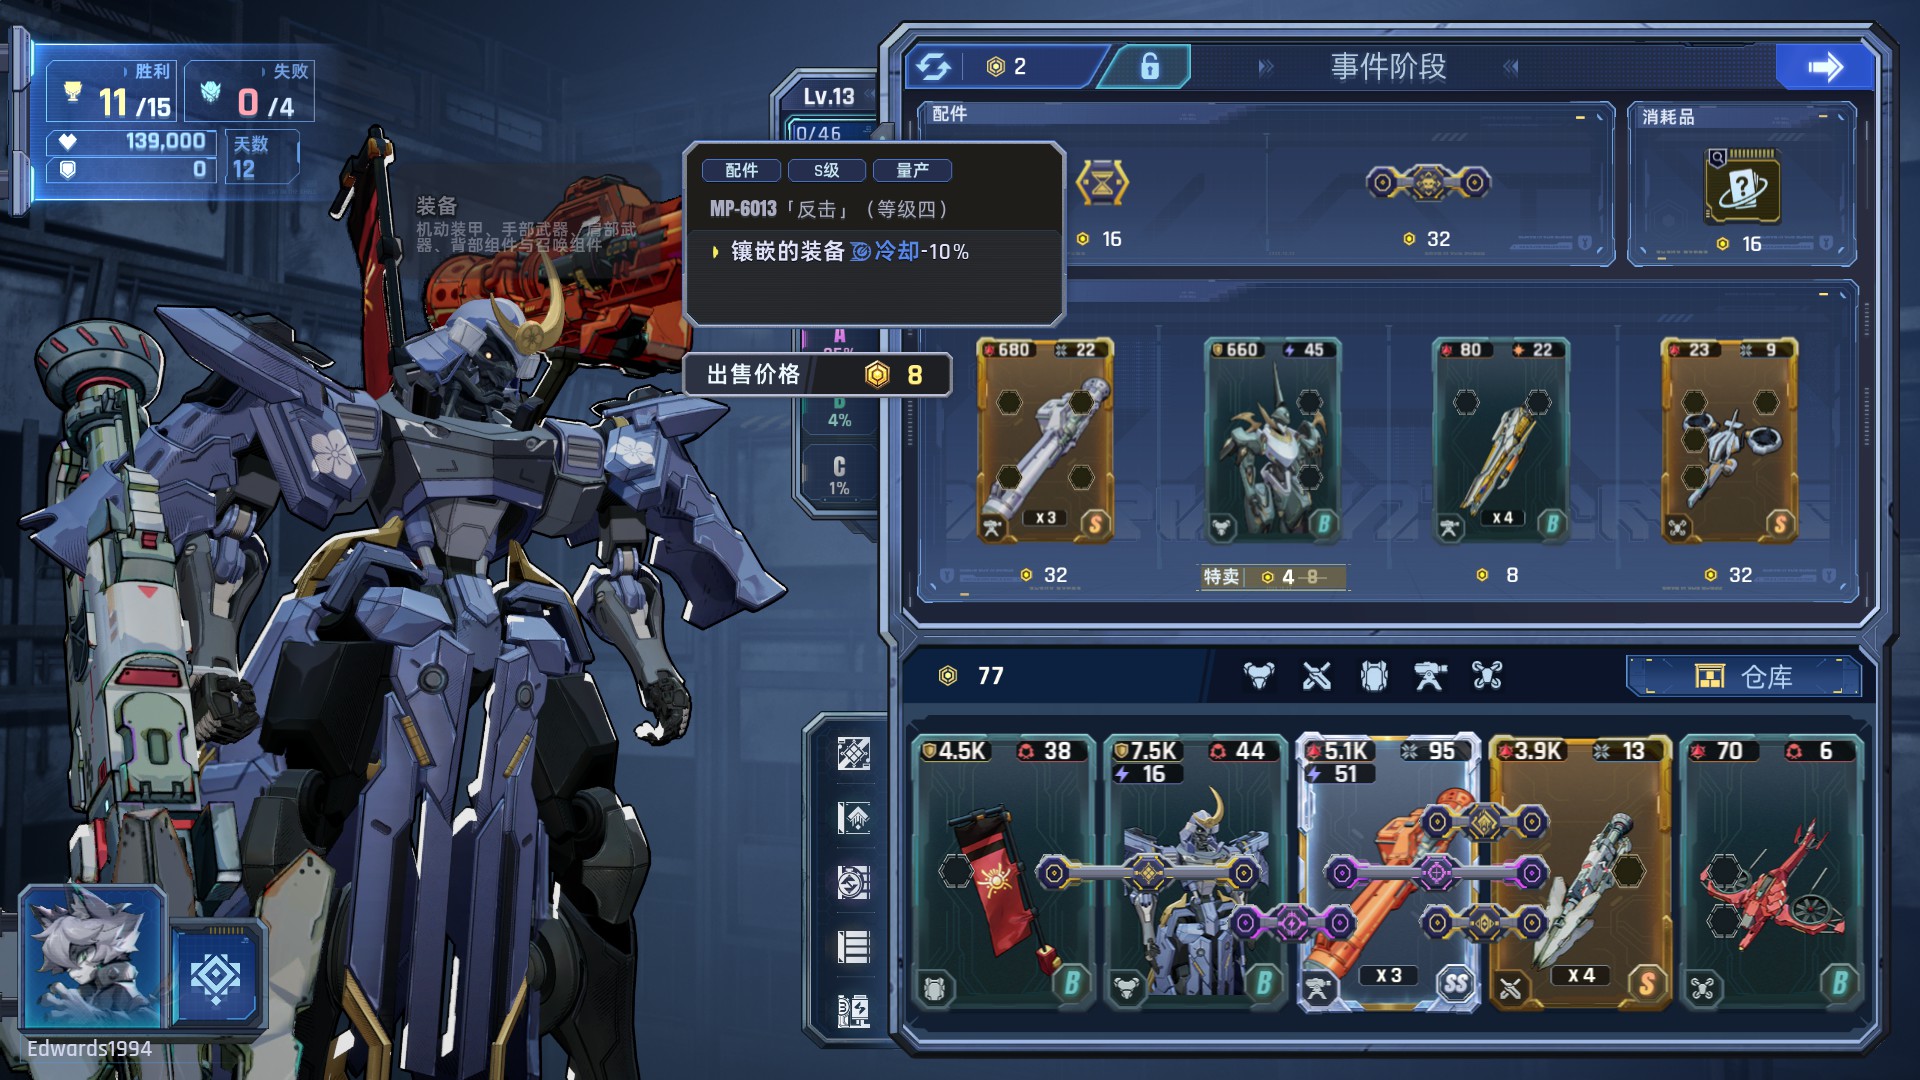 胜利
11/15
失败
0/4
139,000
0
天数
12
装备
机动装甲、手部武器、肩部武
器、背部组件与召唤组件
Lv.13
0/46
A
B
4%
C
1%
配件
S级
量产
MP-6013「反击」（等级四）
镶嵌的装备冷却-10%
出售价格
8
2
事件阶段
配件
16
32
消耗品
16
680
22
x3
S
32
660
45
B
特卖
4
8
80
22
x4
B
8
23
9
S
32
77
仓库
4.5K
38
B
7.5K
44
16
B
5.1K
95
51
x3
SS
3.9K
13
x4
S
70
6
B
Edwards1994